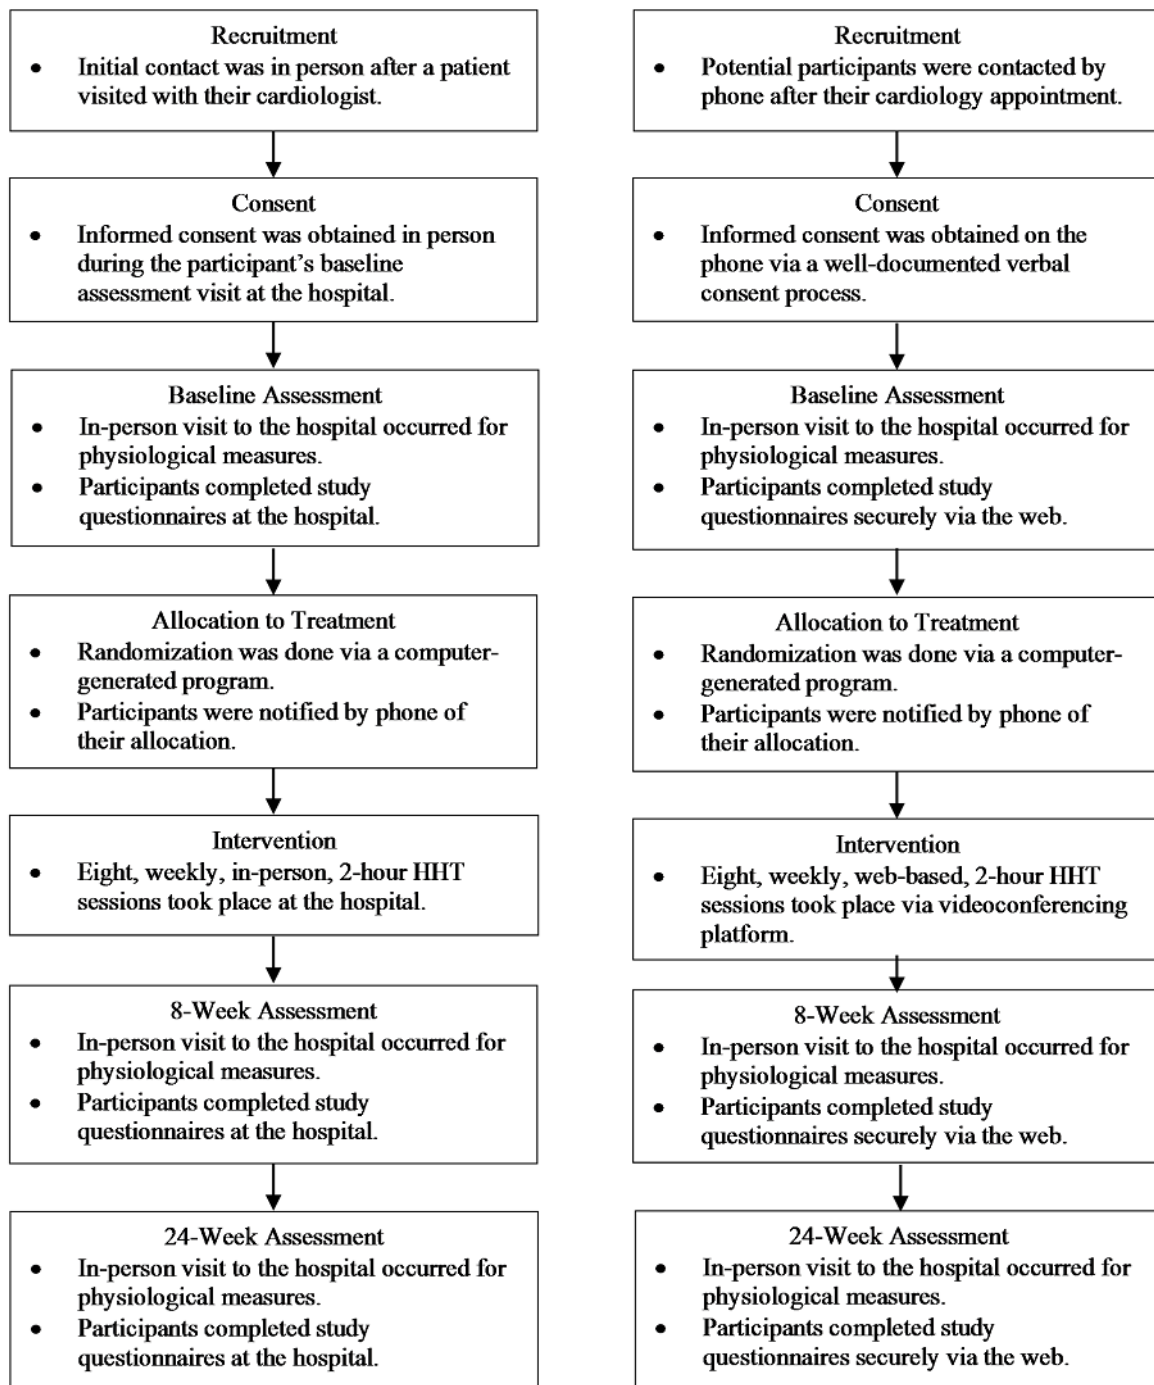 Recruitment
• Initial contact was in person after a patient
visited with their cardiologist.
Consent
• Informed consent was obtained in person
during the participant's baseline
assessment visit at the hospital.
Baseline Assessment
• In-person visit to the hospital occurred for
physiological measures.
• Participants completed study
questionnaires at the hospital.
Allocation to Treatment
• Randomization was done via a computer-
generated program.
• Participants were notified by phone of
their allocation.
Intervention
• Eight, weekly, in-person, 2-hour HHT
sessions took place at the hospital.
8-Week Assessment
• In-person visit to the hospital occurred for
physiological measures.
• Participants completed study
questionnaires at the hospital.
24-Week Assessment
• In-person visit to the hospital occurred for
physiological measures.
• Participants completed study
questionnaires at the hospital.
Recruitment
• Potential participants were contacted by
phone after their cardiology appointment.
Consent
• Informed consent was obtained on the
phone via a well-documented verbal
consent process.
Baseline Assessment
• In-person visit to the hospital occurred for
physiological measures.
• Participants completed study
questionnaires securely via the web.
Allocation to Treatment
• Randomization was done via a computer-
generated program.
• Participants were notified by phone of
their allocation.
Intervention
• Eight, weekly, web-based, 2-hour HHT
sessions took place via videoconferencing
platform.
8-Week Assessment
• In-person visit to the hospital occurred for
physiological measures.
• Participants completed study
questionnaires securely via the web.
24-Week Assessment
• In-person visit to the hospital occurred for
physiological measures.
• Participants completed study
questionnaires securely via the web.